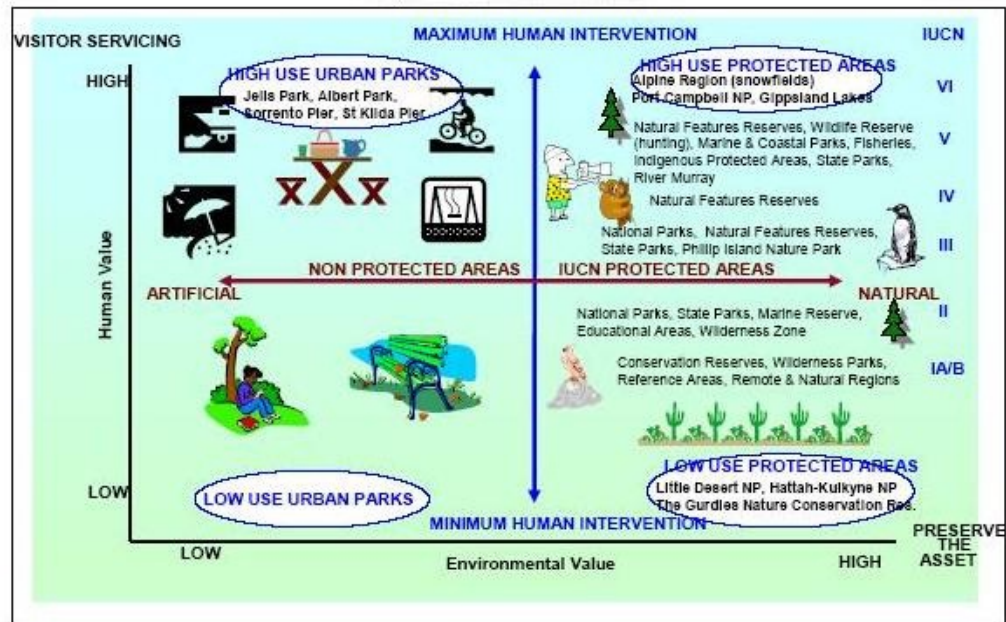 VISITOR SERVICING
MAXIMUM HUMAN INTERVENTION
IUCN
HIGH
HIGH USE URBAN PARKS
Jells Park, Albert Park,
Sorrento Pier, St Kilda Pier
HIGH USE PROTECTED AREAS
Alpine Region (snowfields)
Port Campbell NP, Gippsland Lakes
VI
Natural Features Reserves, Wildlife Reserve
(hunting), Marine & Coastal Parks, Fisheries,
Indigenous Protected Areas, State Parks,
River Murray
V
Natural Features Reserves
IV
National Parks, Natural Features Reserves,
State Parks, Phillip Island Nature Park
III
Human Value
NON PROTECTED AREAS
IUCN PROTECTED AREAS
ARTIFICIAL
NATURAL
National Parks, State Parks, Marine Reserve,
Educational Areas, Wilderness Zone
II
Conservation Reserves, Wilderness Parks,
Reference Areas, Remote & Natural Regions
IA/B
LOW
LOW USE URBAN PARKS
LOW USE PROTECTED AREAS
Little Desert NP, Hattah-Kulkyne NP
The Gurdies Nature Conservation Res.
MINIMUM HUMAN INTERVENTION
LOW
Environmental Value
HIGH
PRESERVE
THE
ASSET